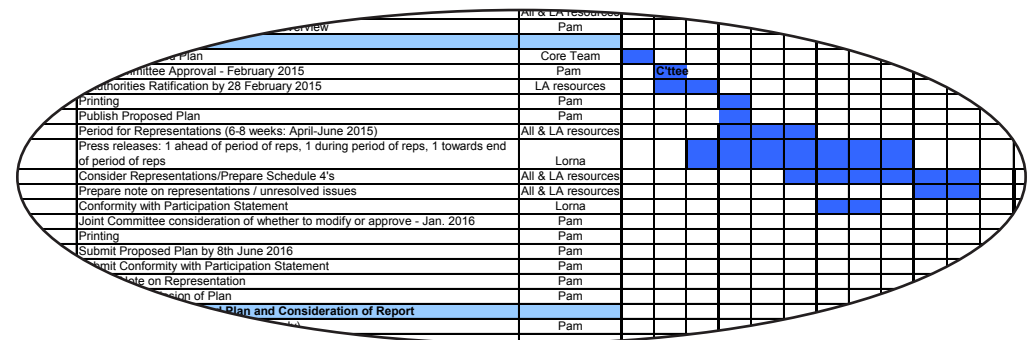 All & LA resources
Pam
Plan Core Team
Committee Approval - February 2015 Pam C'ttee
Authorities Ratification by 28 February 2015 LA resources
Printing Pam
Publish Proposed Plan Pam
Period for Representations (6-8 weeks: April-June 2015) All & LA resources
Press releases: 1 ahead of period of reps, 1 during period of reps, 1 towards end
of period of reps Lorna
Consider Representations/Prepare Schedule 4's All & LA resources
Prepare note on representations / unresolved issues All & LA resources
Conformity with Participation Statement Lorna
Joint Committee consideration of whether to modify or approve - Jan. 2016 Pam
Printing Pam
Submit Proposed Plan by 8th June 2016 Pam
Submit Conformity with Participation Statement Pam
Note on Representation Pam
of Plan Pam
Plan and Consideration of Report
Pam